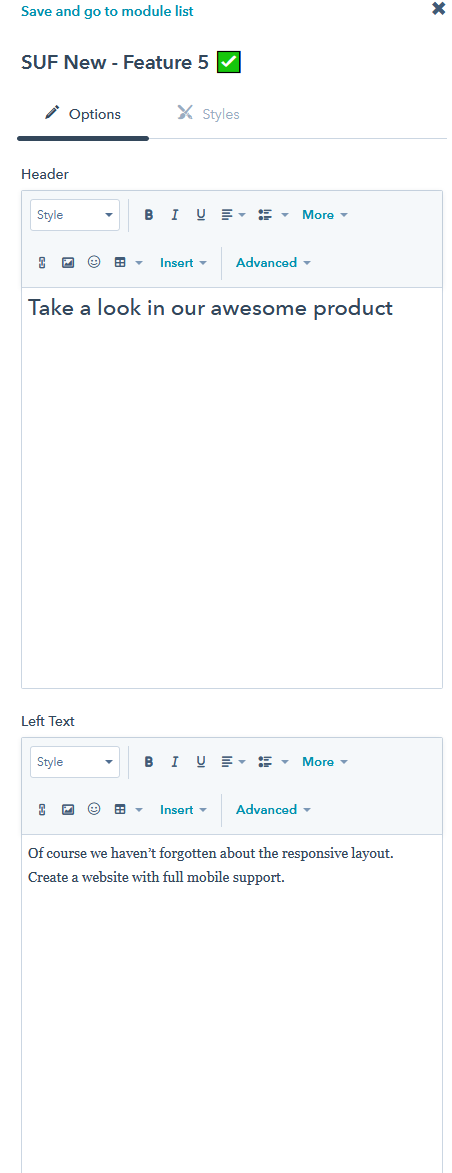 Save and go to module list
SUF New - Feature 5 ✅
Options Styles
Header
Style B I U More
Insert Advanced
Take a look in our awesome product
Left Text
Style B I U More
Insert Advanced
Of course we haven’t forgotten about the responsive layout.
Create a website with full mobile support.